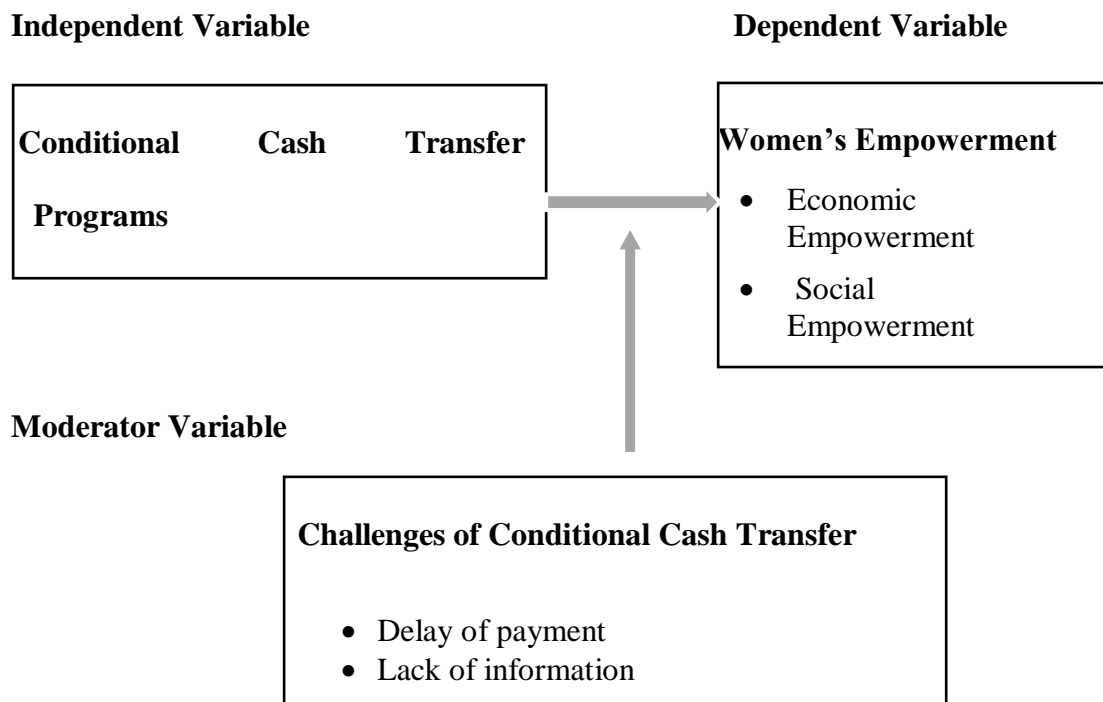 Independent Variable
Dependent Variable
Conditional Cash Transfer
Programs
Women’s Empowerment
• Economic
Empowerment
• Social
Empowerment
Moderator Variable
Challenges of Conditional Cash Transfer
• Delay of payment
• Lack of information